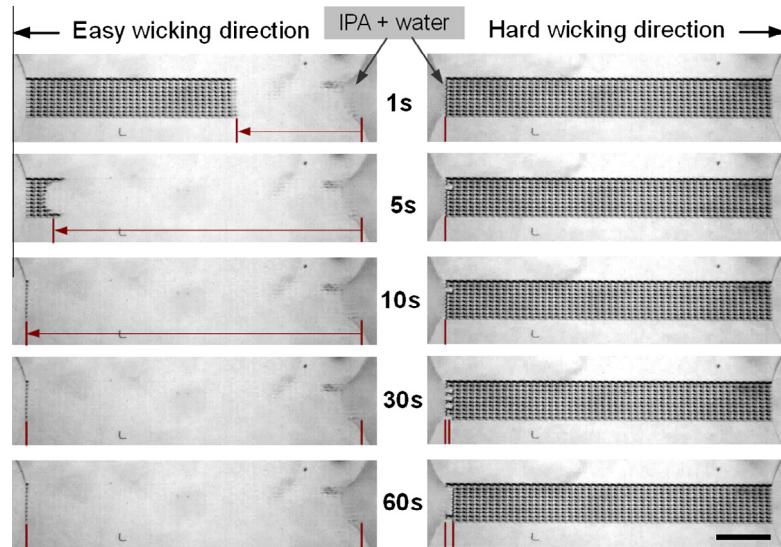 Easy wicking direction
IPA + water
Hard wicking direction
1s
5s
10s
30s
60s